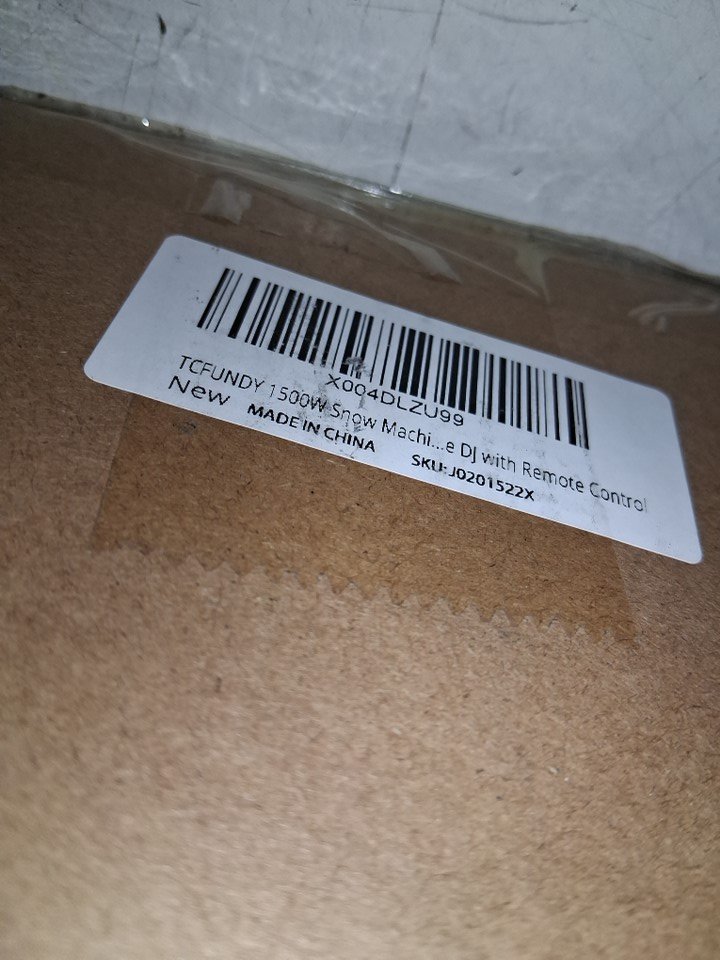 X004DLZU99
TCFUNDY 1500W Snow Machi...e DJ with Remote Control
New
MADE IN CHINA
SKU:J0201522X